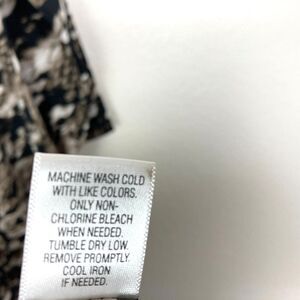 MACHINE WASH COLD
WITH LIKE COLORS.
ONLY NON-
CHLORINE BLEACH
WHEN NEEDED.
TUMBLE DRY LOW.
REMOVE PROMPTLY.
COOL IRON
IF NEEDED.